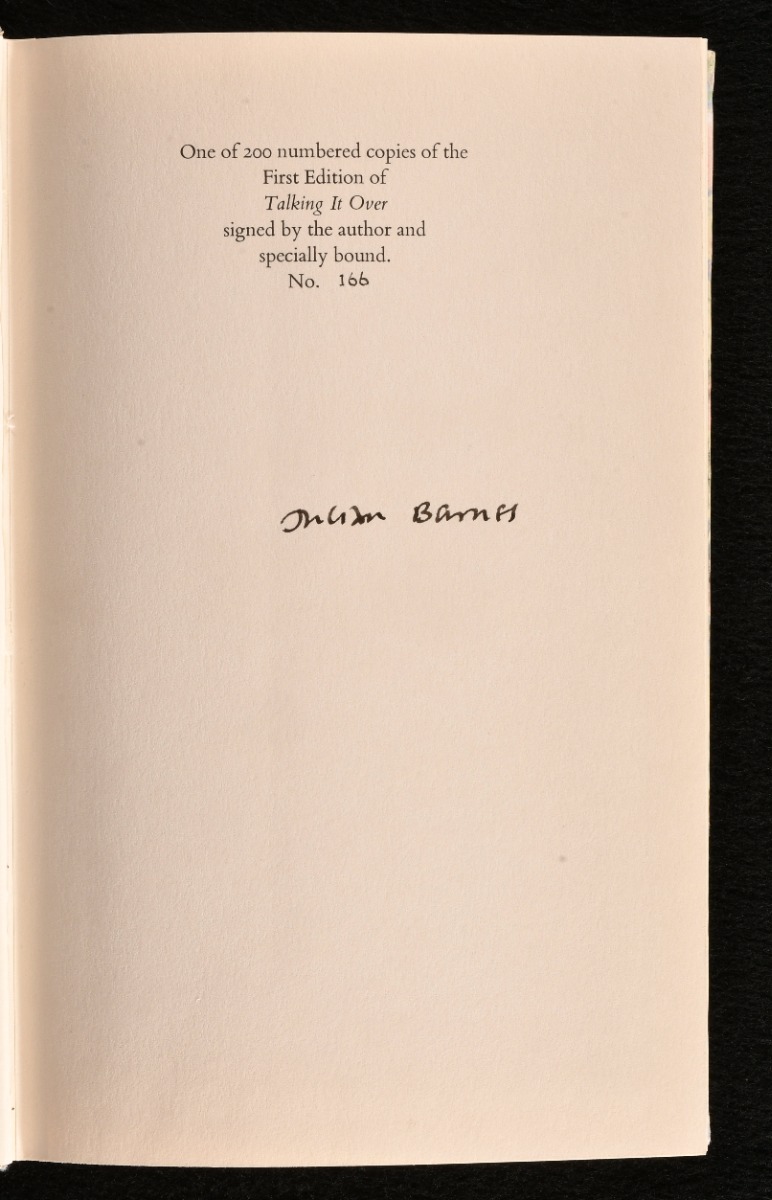 One of 200 numbered copies of the
First Edition of
Talking It Over
signed by the author and
specially bound.
No. 166
Julian Barnes